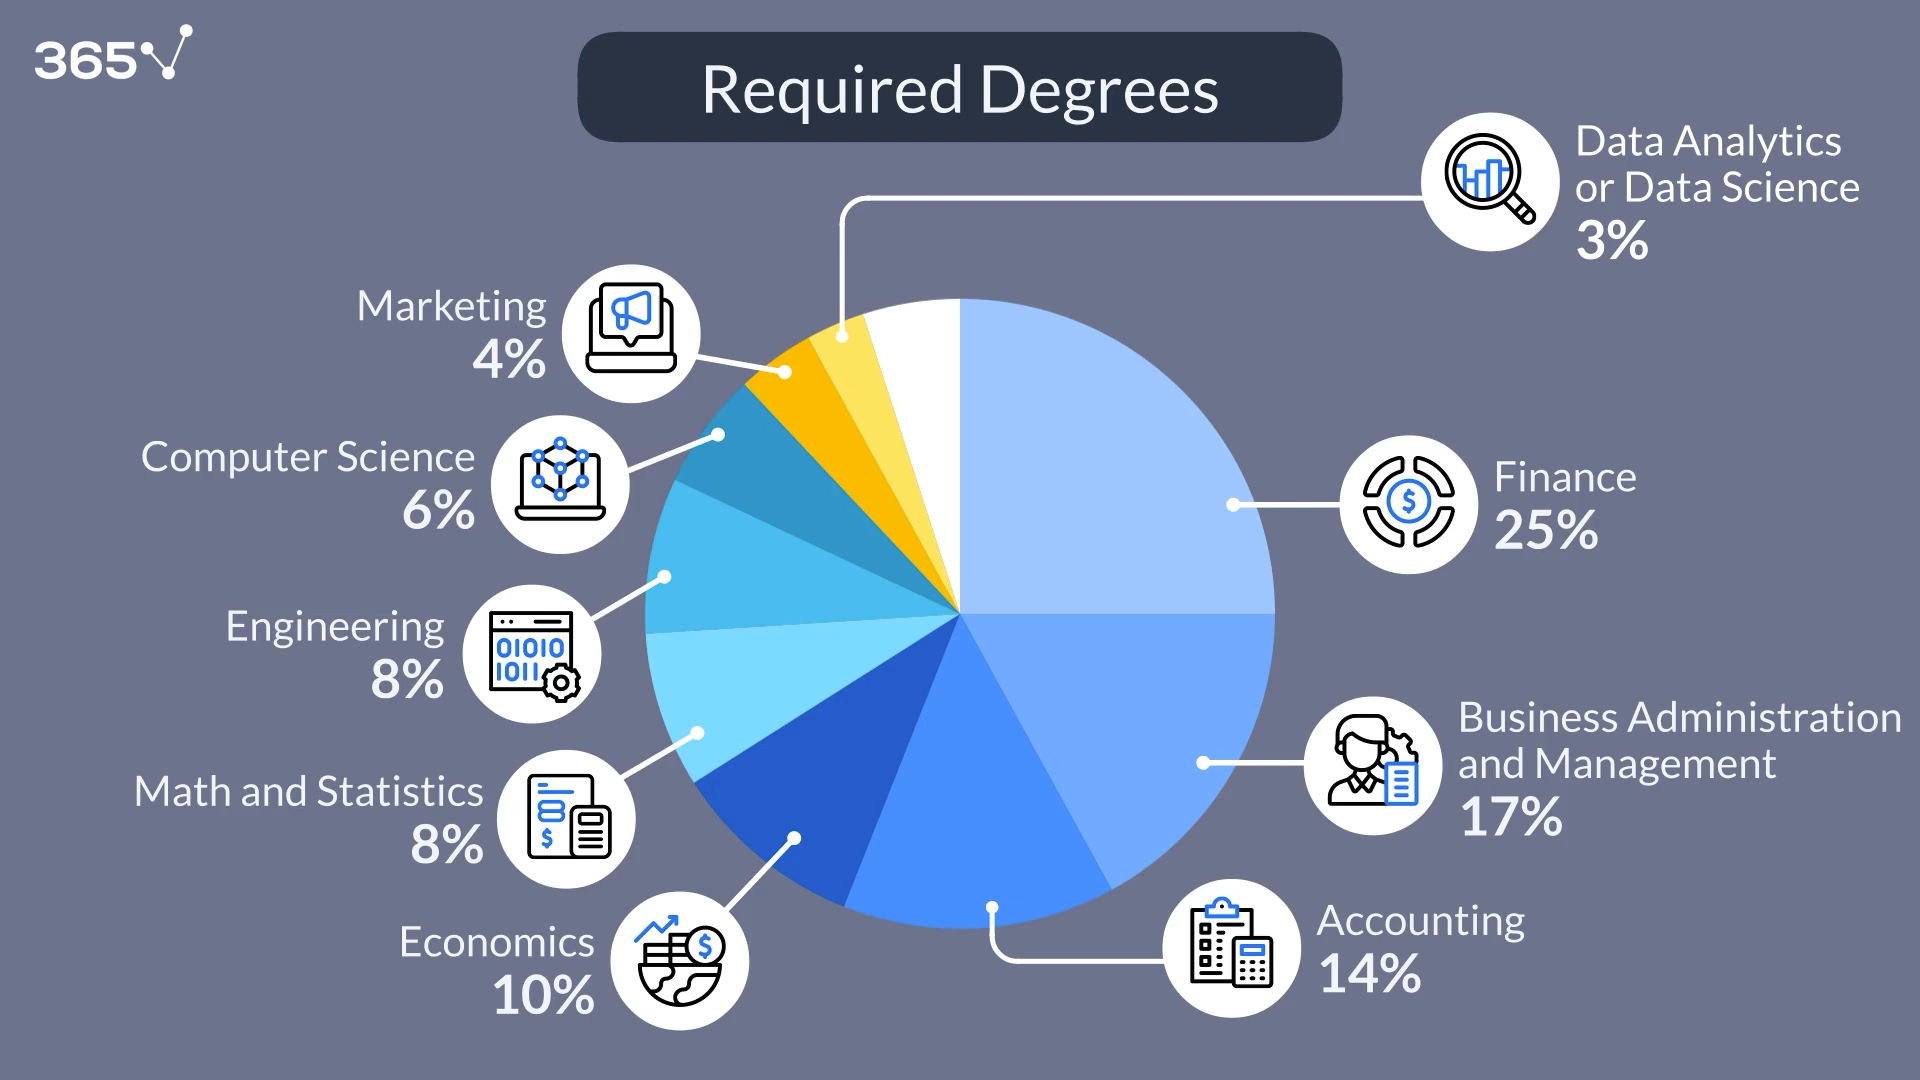 365
Required Degrees
Data Analytics
or Data Science
3%
Marketing
4%
Computer Science
6%
Finance
25%
Engineering
8%
01010
1011
Business Administration
and Management
17%
Math and Statistics
8%
$
Accounting
14%
Economics
10%
$
$